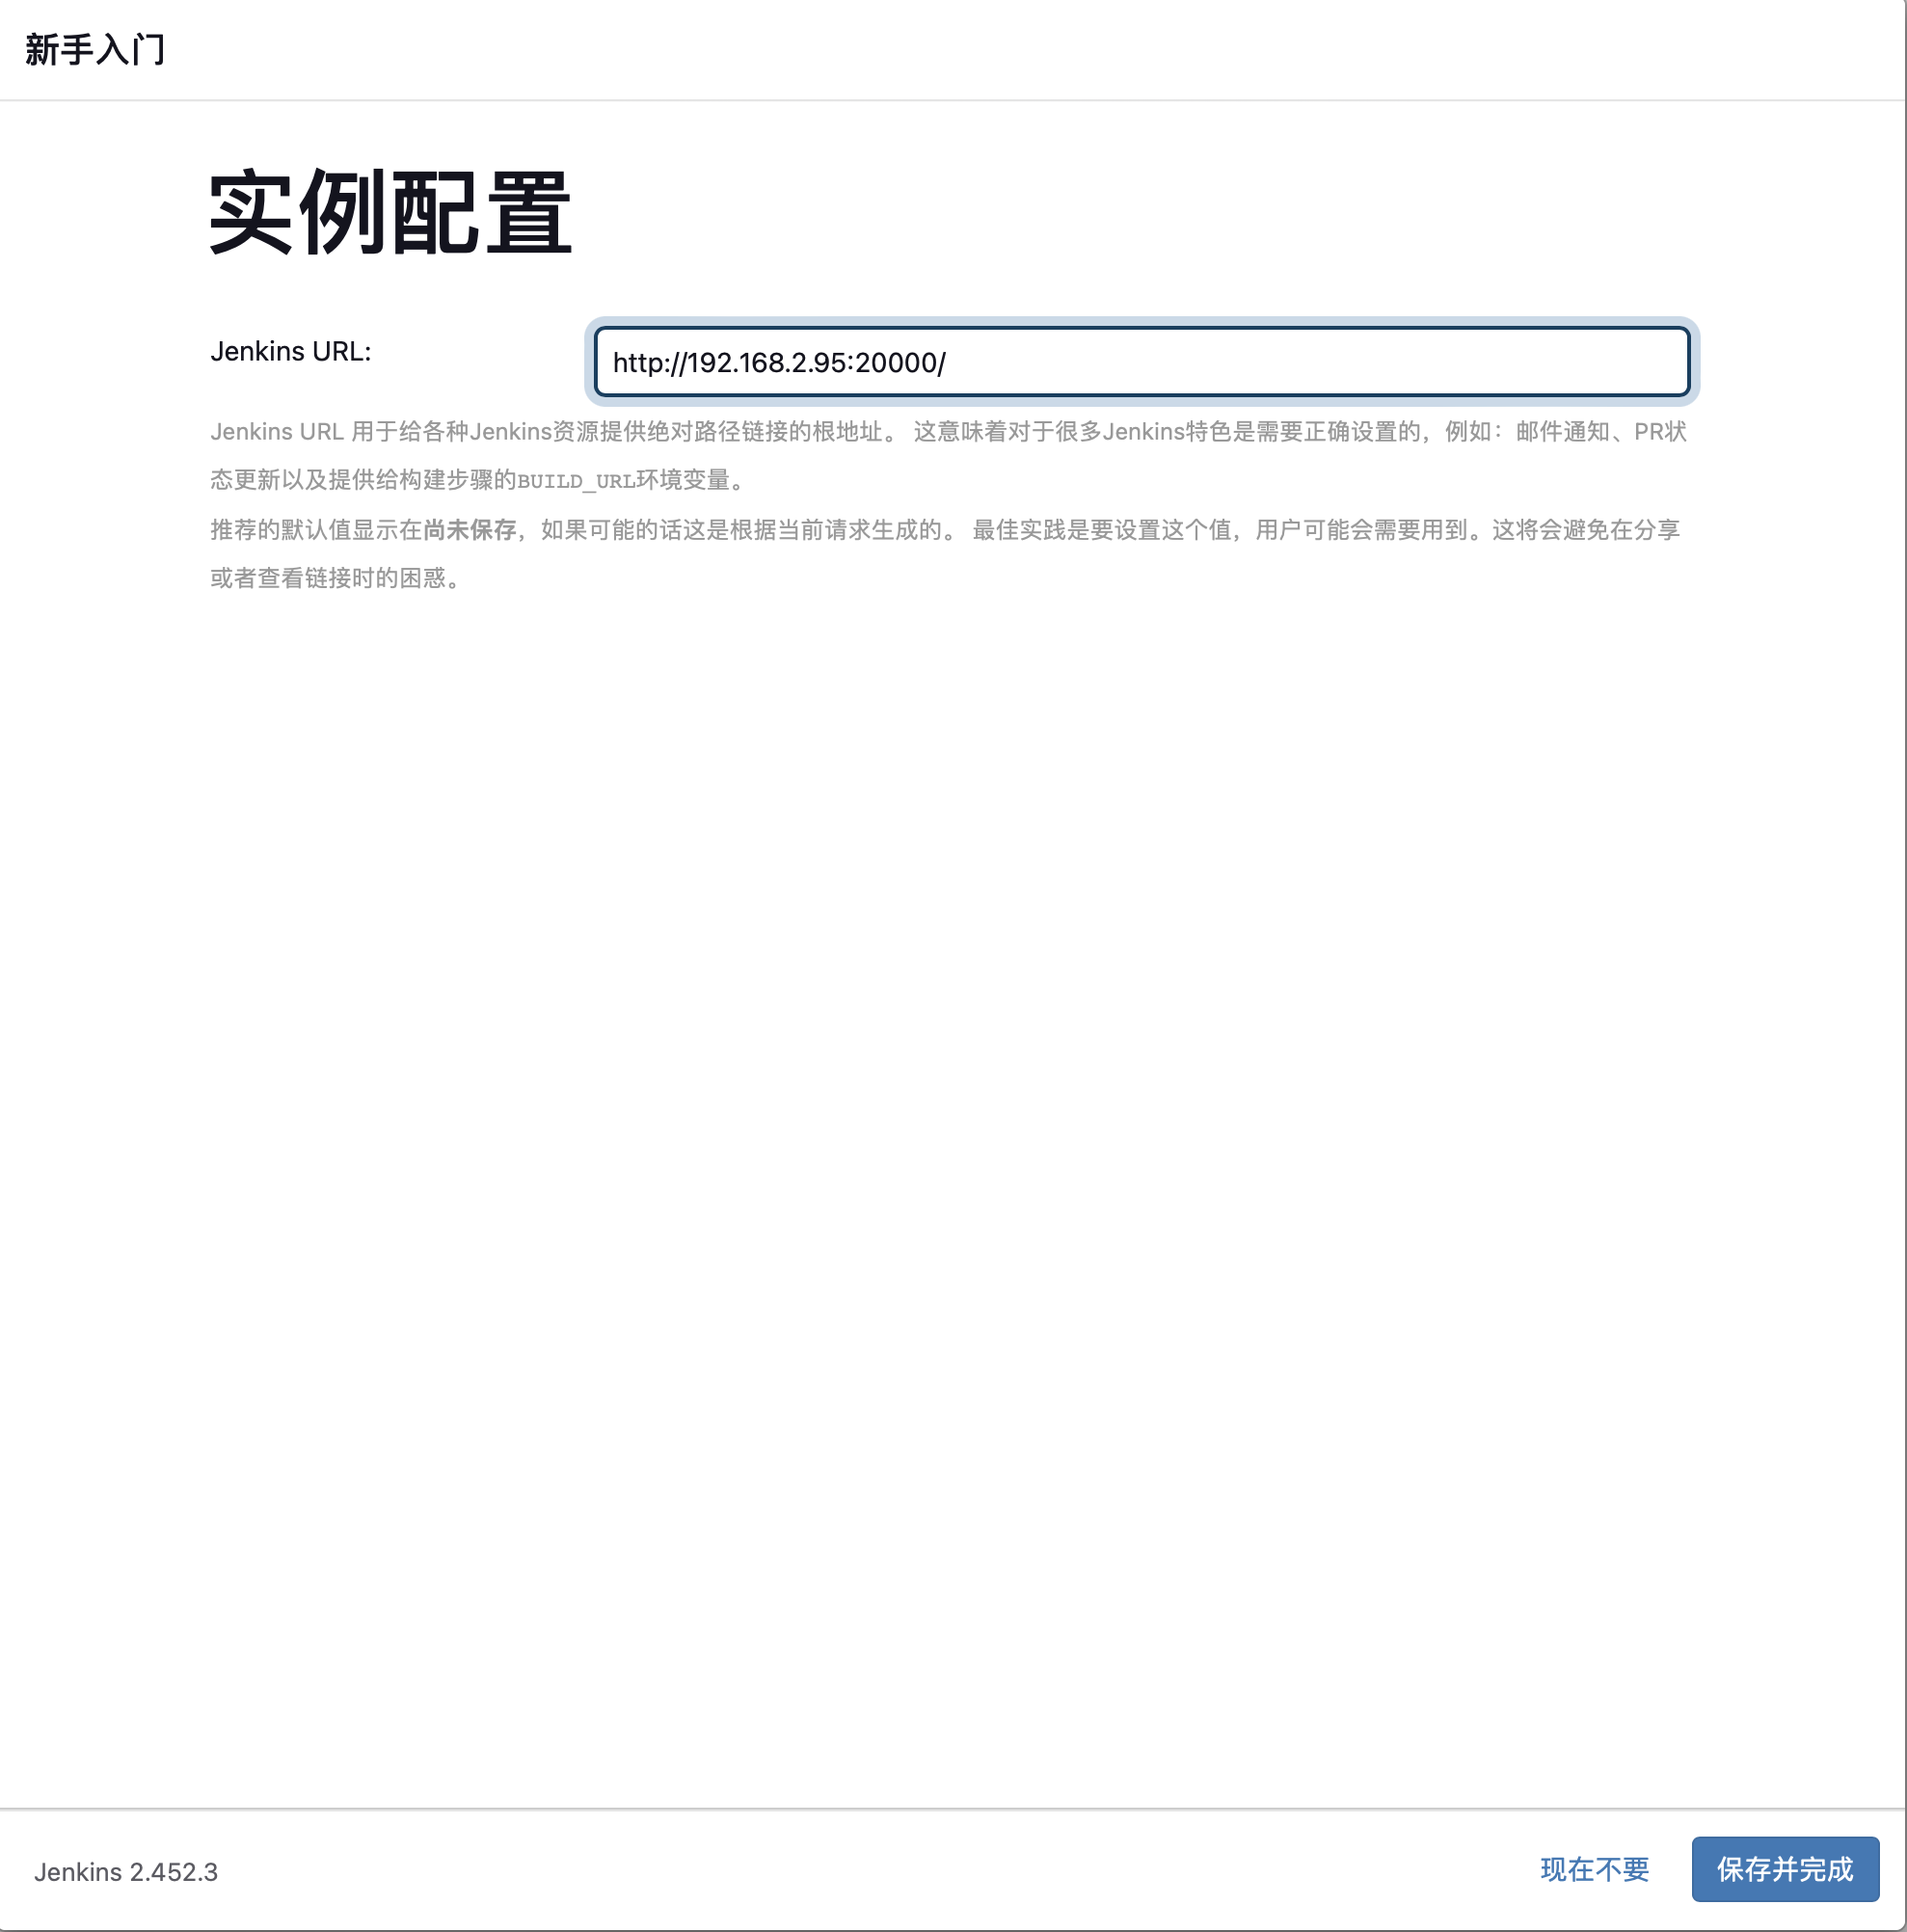 新手入门
实例配置
Jenkins URL:
http://192.168.2.95:20000/
Jenkins URL 用于给各种Jenkins资源提供绝对路径链接的根地址。 这意味着对于很多Jenkins特色是需要正确设置的，例如：邮件通知、PR状
态更新以及提供给构建步骤的BUILD_URL环境变量。
推荐的默认值显示在尚未保存，如果可能的话这是根据当前请求生成的。 最佳实践是要设置这个值，用户可能会需要用到。这将会避免在分享
或者查看链接时的困惑。
Jenkins 2.452.3
现在不要
保存并完成